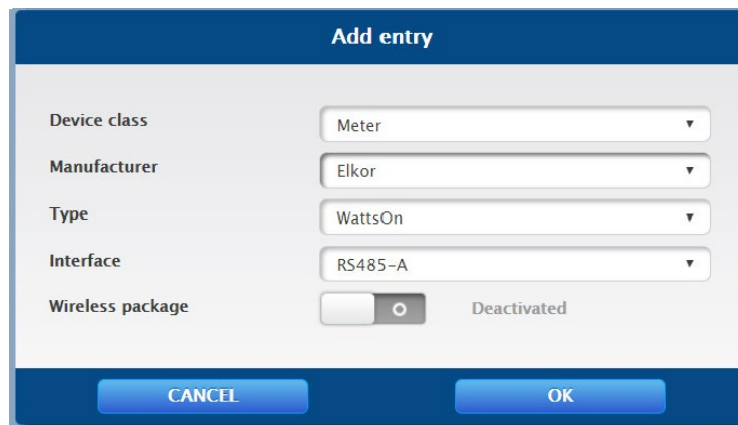 Add entry
Device class Meter
Manufacturer Elkor
Type WattsOn
Interface RS485-A
Wireless package Deactivated
CANCEL OK